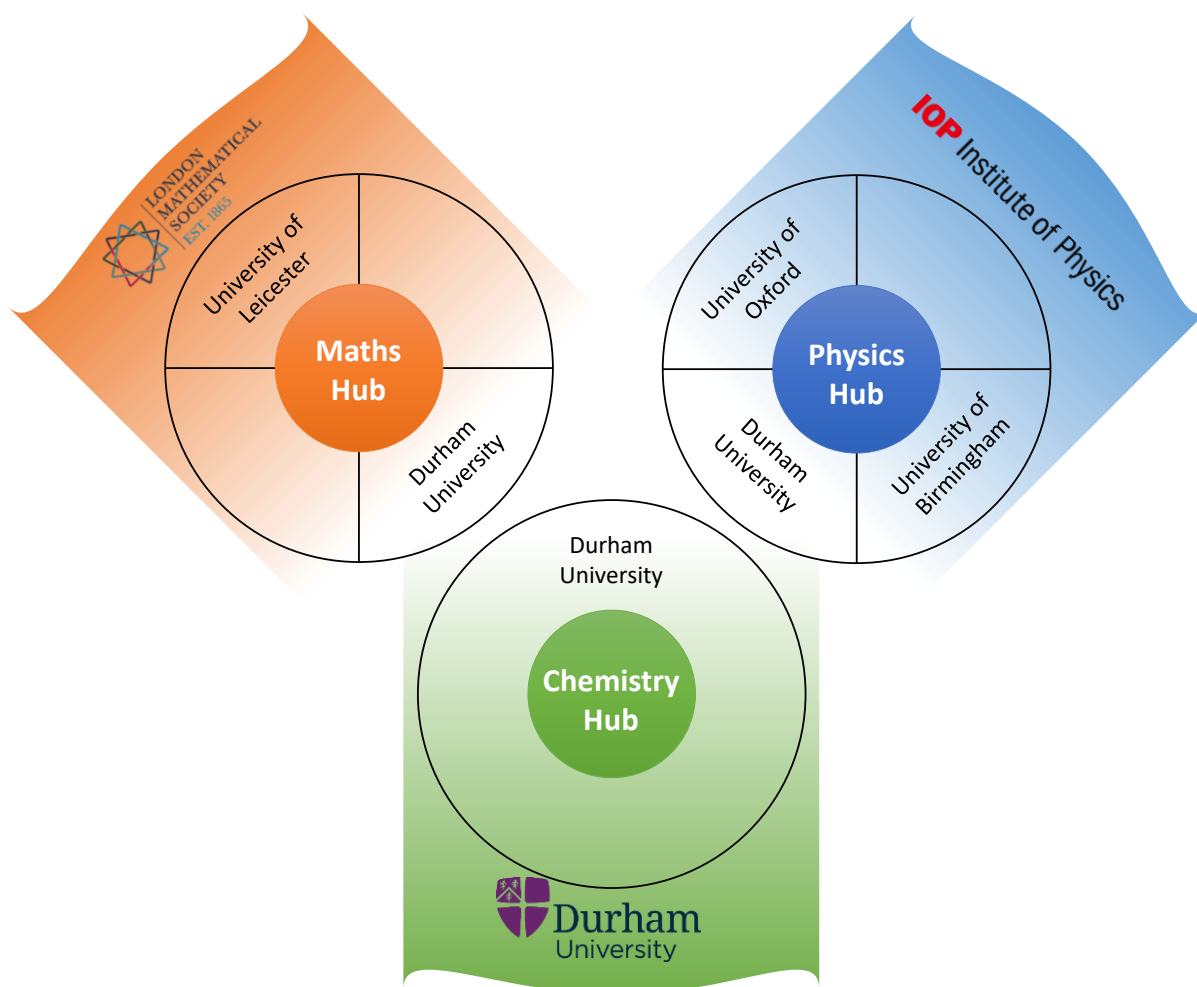 LONDON
MATHEMATICAL
SOCIETY
EST. 1865
University of
Leicester
Maths
Hub
Durham
University
IOP Institute of Physics
University of
Oxford
Physics
Hub
Durham
University
University of
Birmingham
Durham
University
Chemistry
Hub
Durham
University